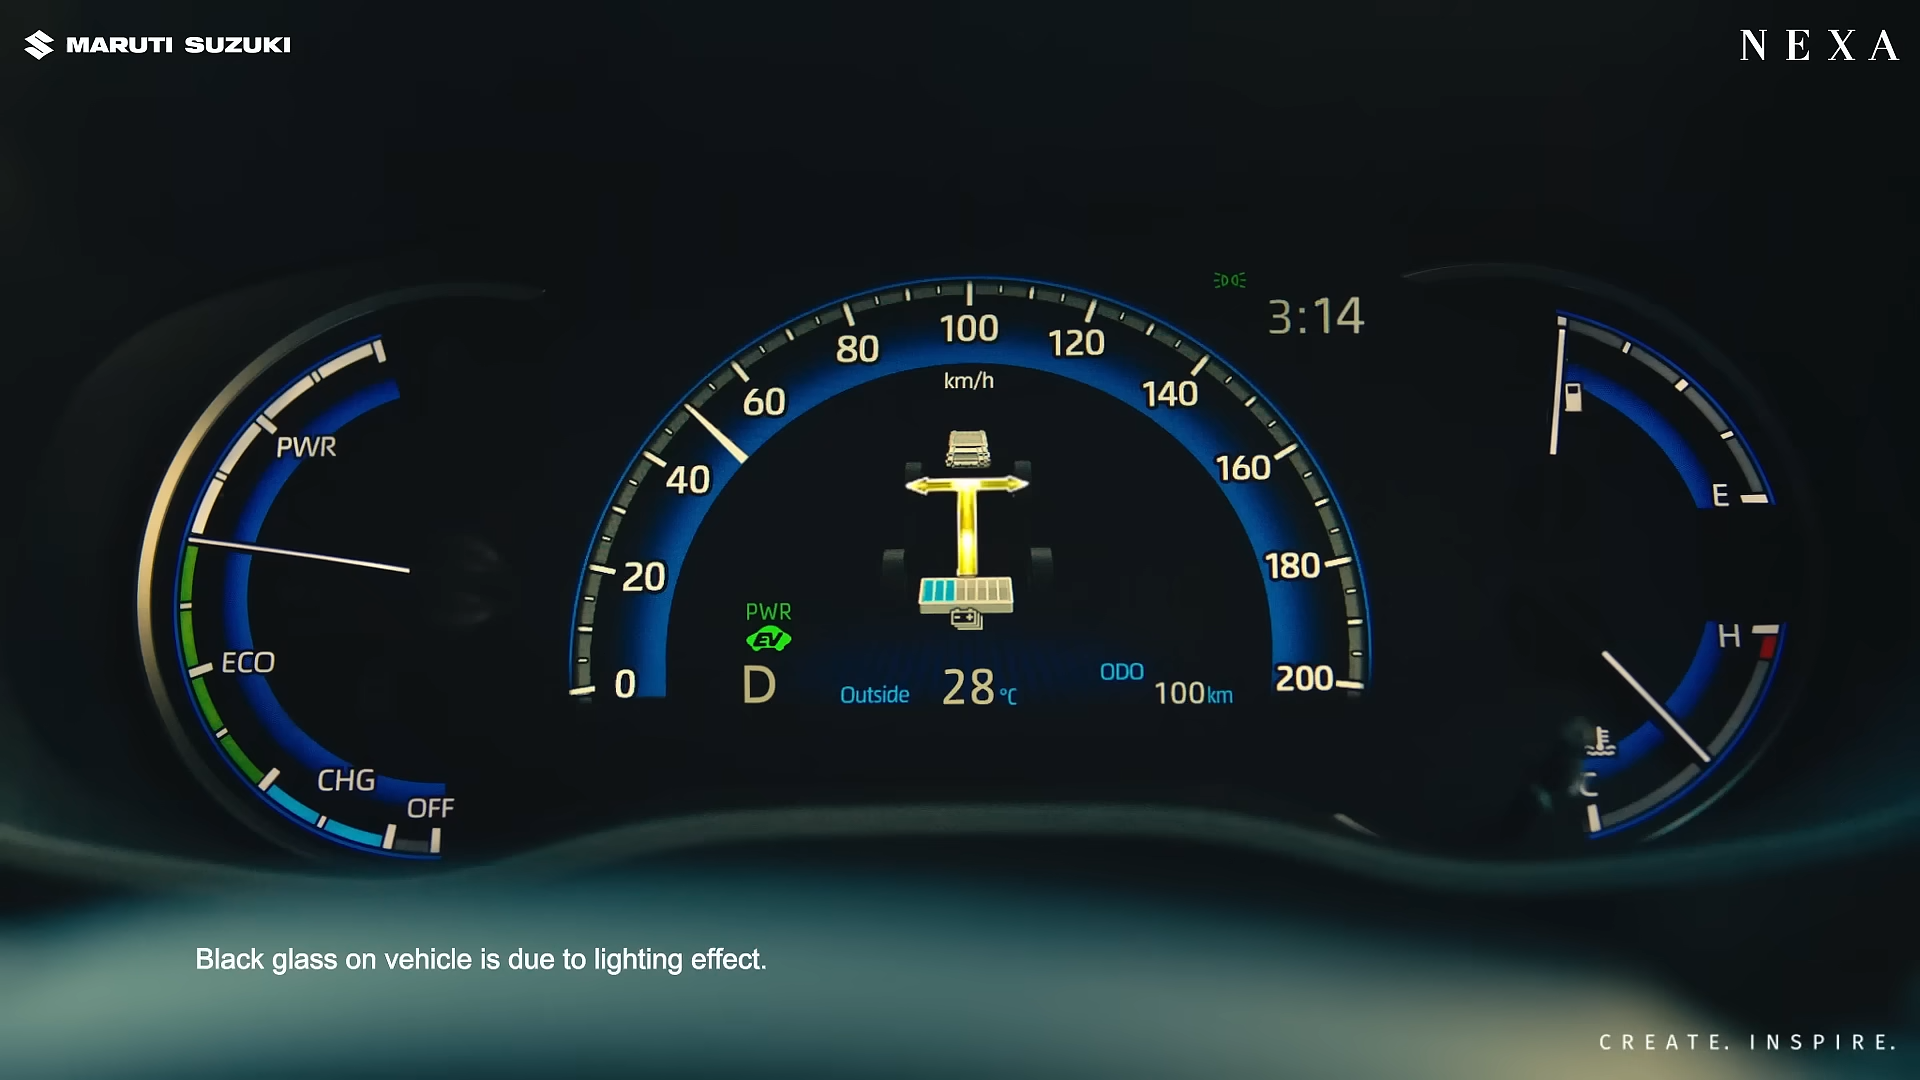 MARUTI SUZUKI
NEXA
3:14
100
80
120
60
km/h
140
PWR
40
160
E
20
180
PWR
EV
H
ECO
0
D
Outside 28°C
ODO
100km
200
CHG
OFF
C
Black glass on vehicle is due to lighting effect.
CREATE. INSPIRE.